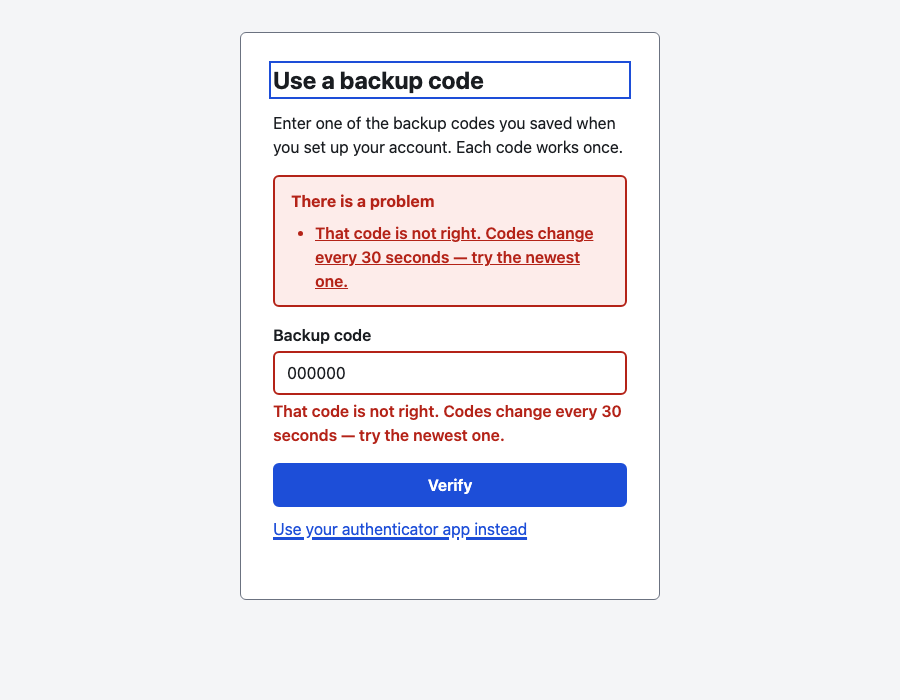 Use a backup code
Enter one of the backup codes you saved when
you set up your account. Each code works once.
There is a problem
• That code is not right. Codes change
every 30 seconds — try the newest
one.
Backup code
000000
That code is not right. Codes change every 30
seconds — try the newest one.
Verify
Use your authenticator app instead